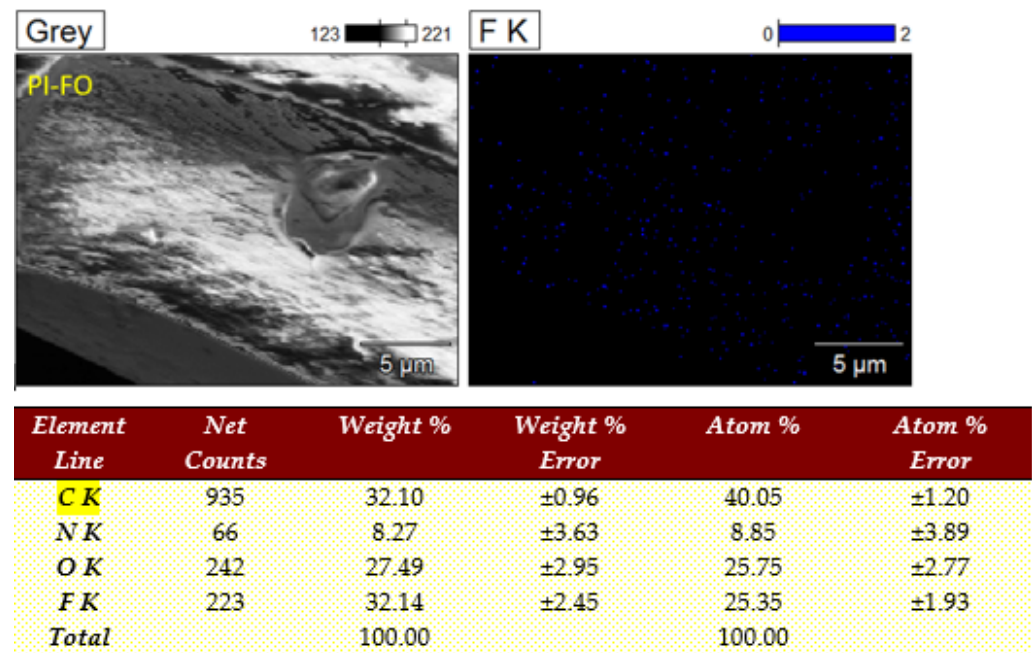 Grey 123 221 F K 0 2
PI-FO
5 µm 5 µm
Element Net Weight % Weight % Atom % Atom %
Line Counts Error Error
C K 935 32.10 ±0.96 40.05 ±1.20
N K 66 8.27 ±3.63 8.85 ±3.89
O K 242 27.49 ±2.95 25.75 ±2.77
F K 223 32.14 ±2.45 25.35 ±1.93
Total 100.00 100.00